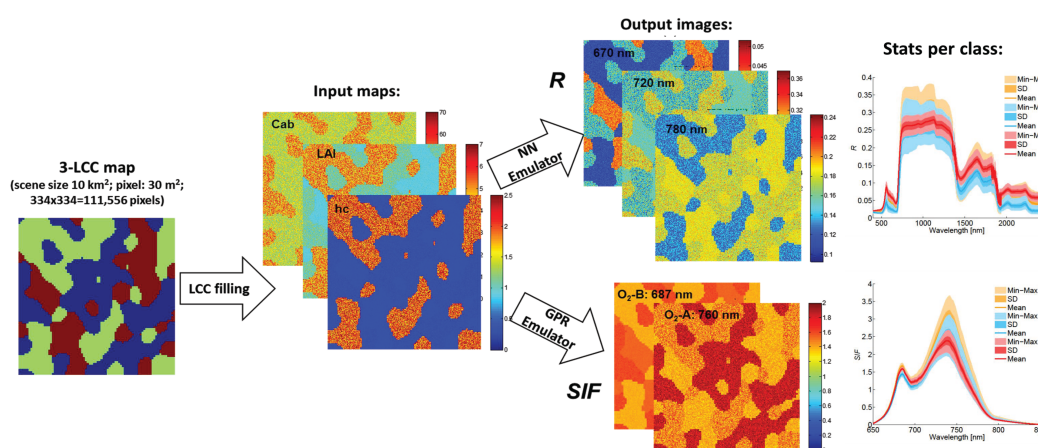 Output images:
Stats per class:
Input maps:
3-LCC map
(scene size 10 km²; pixel: 30 m²;
334x334=111,556 pixels)
LCC filling
Cab
70
60
LAI
7
6
5
hc
2.5
2
1.5
1
0.5
0
NN
Emulator
GPR
Emulator
R
670 nm
0.05
0.045
720 nm
0.36
0.34
0.32
780 nm
0.24
0.22
0.2
0.18
0.16
0.14
0.12
0.1
SIF
O₂-B: 687 nm
O₂-A: 760 nm
2
1.8
1.6
1.4
1.2
1
0.8
0.6
0.4
0.2
0
R
0.4
0.35
0.3
0.25
0.2
0.15
0.1
0.05
0
500
1000
1500
2000
Wavelength [nm]
Min-M
SD
Mean
Min-M
SD
Mean
Min-M
SD
Mean
SIF
4
3.5
3
2.5
2
1.5
1
0.5
0
650
700
750
800
Wavelength [nm]
Min-Max
SD
Mean
Min-Max
SD
Mean
Min-Max
SD
Mean